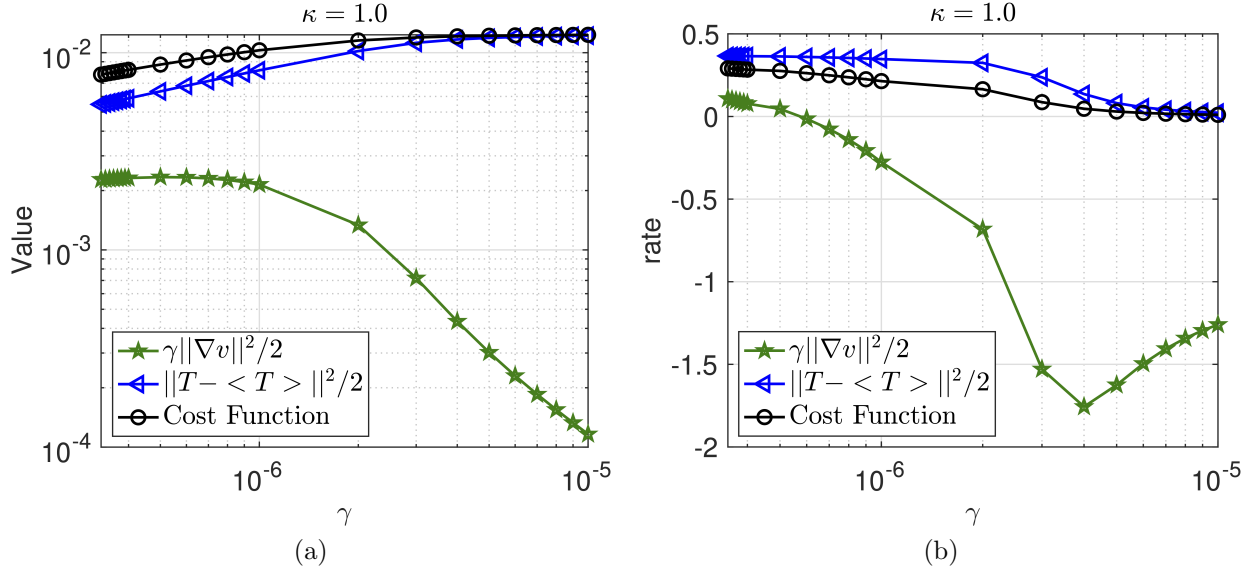 κ = 1.0
Value
10^-2
10^-3
10^-4
γ||∇v||²/2
||T− < T > ||²/2
Cost Function
10^-6
10^-5
γ
(a)
κ = 1.0
rate
0.5
0
-0.5
-1
-1.5
-2
γ||∇v||²/2
||T− < T > ||²/2
Cost Function
10^-6
10^-5
γ
(b)